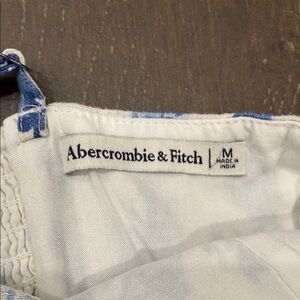 Abercrombie & Fitch
M
MADE IN
INDIA